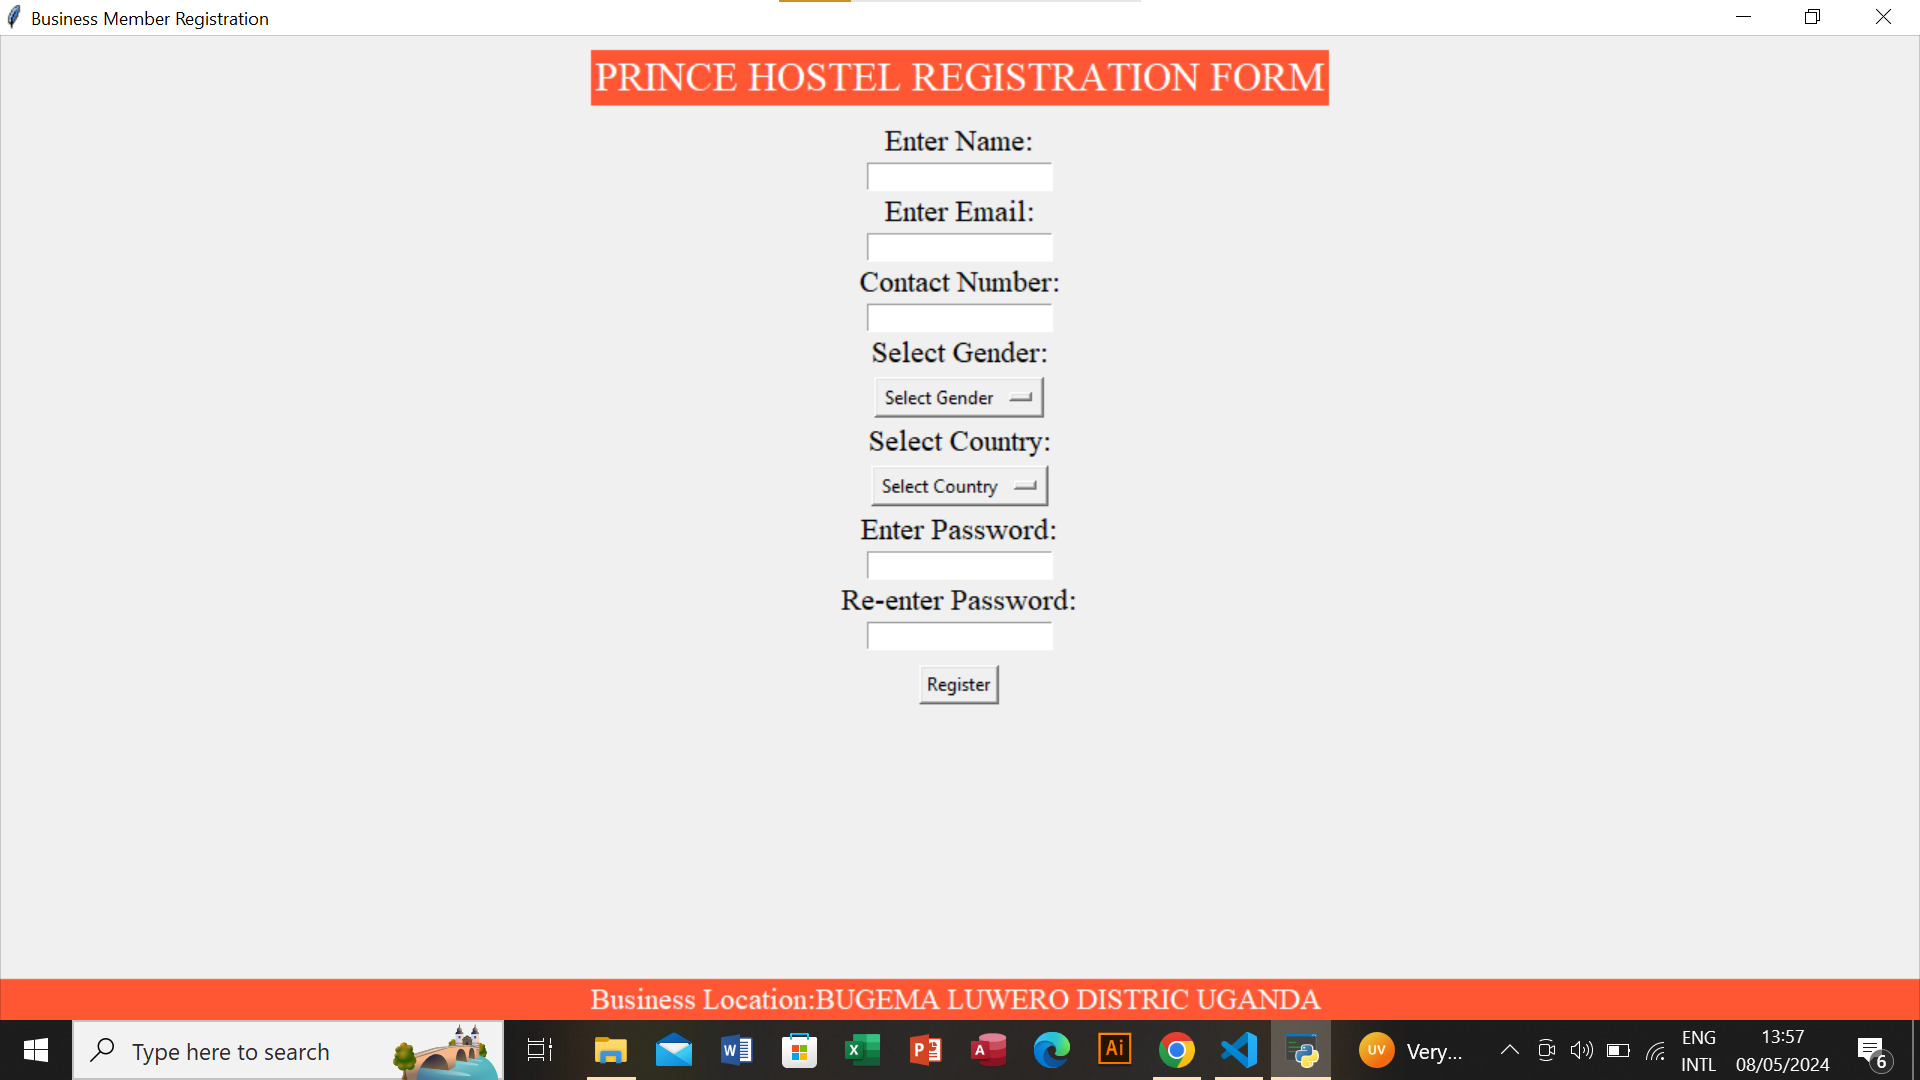 Business Member Registration
PRINCE HOSTEL REGISTRATION FORM
Enter Name:
Enter Email:
Contact Number:
Select Gender:
Select Gender
Select Country:
Select Country
Enter Password:
Re-enter Password:
Register
Business Location:BUGEMA LUWERO DISTRIC UGANDA
Type here to search
W
X
P
A
Ai
UV Very...
ENG
INTL
13:57
08/05/2024
6